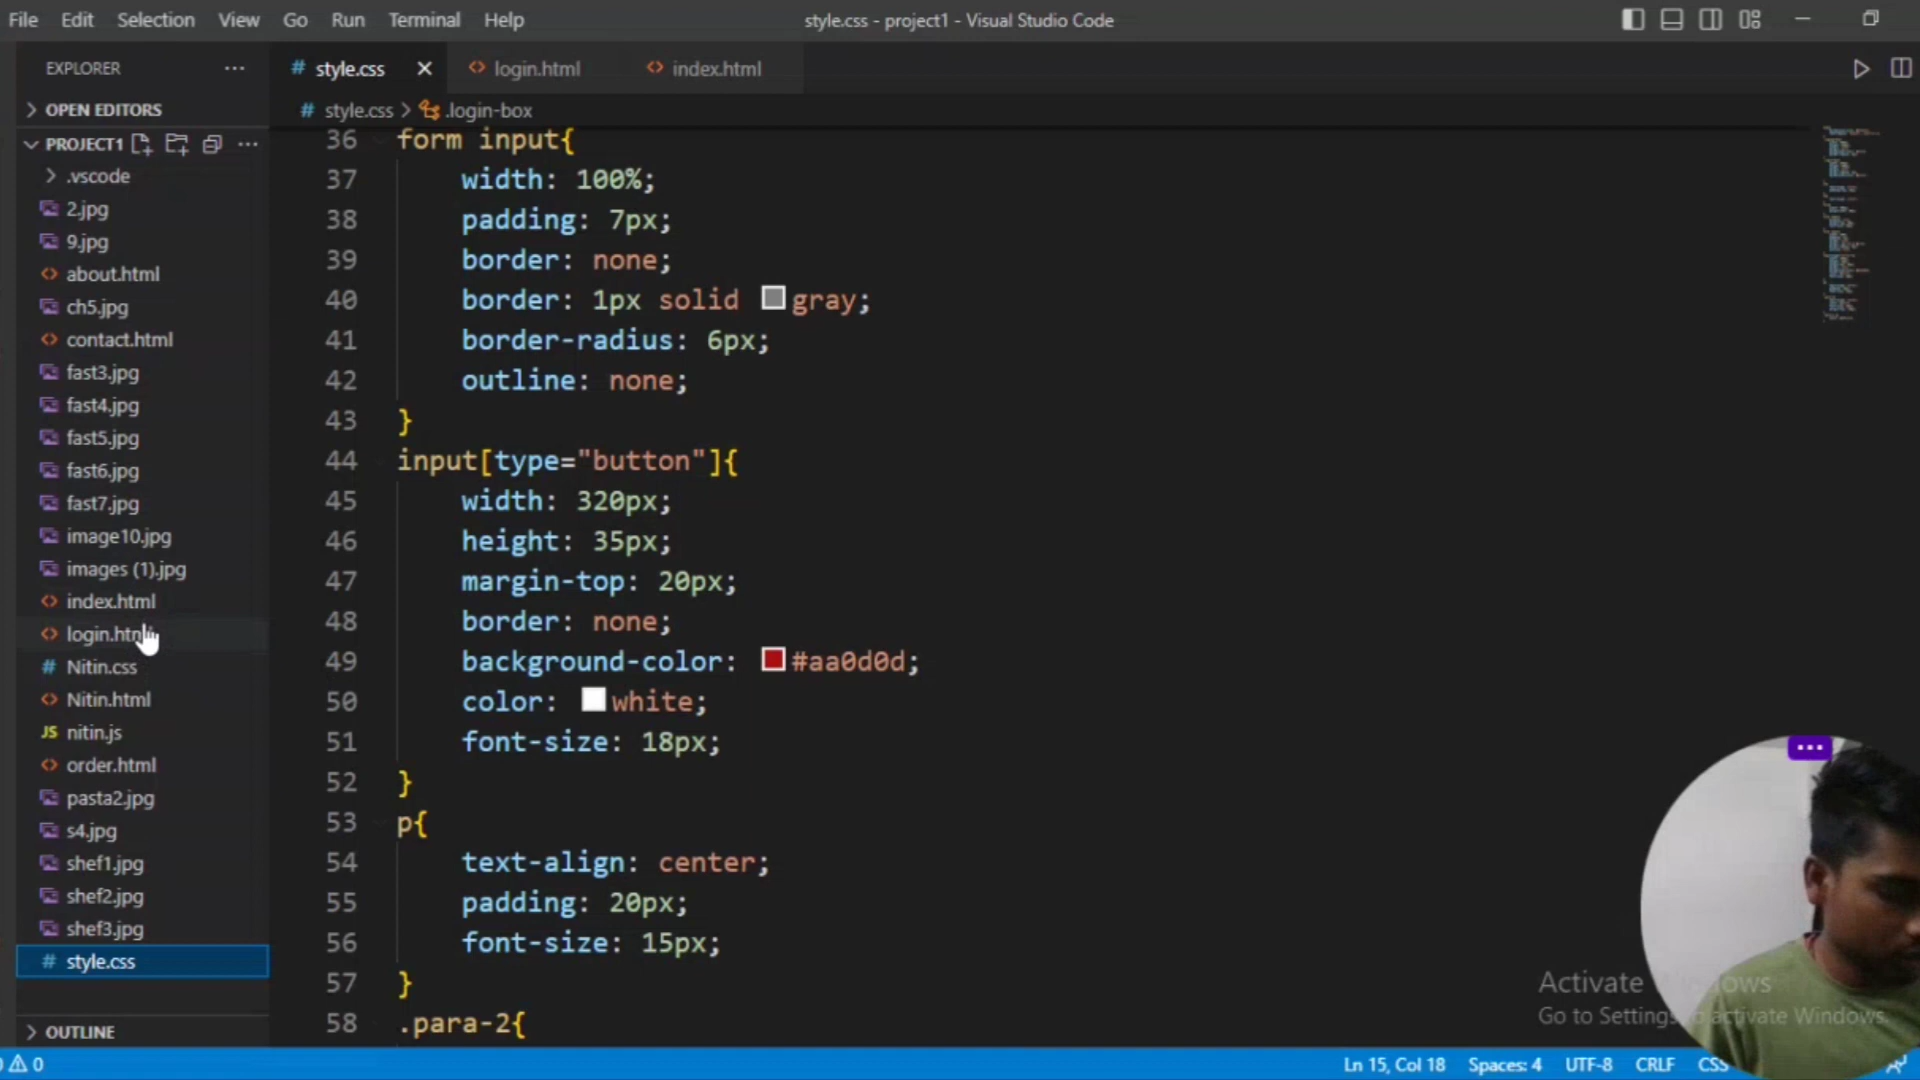 File Edit Selection View Go Run Terminal Help
style.css - project1 - Visual Studio Code
EXPLORER
OPEN EDITORS
PROJECT1
.vscode
2.jpg
9.jpg
about.html
ch5.jpg
contact.html
fast3.jpg
fast4.jpg
fast5.jpg
fast6.jpg
fast7.jpg
image10.jpg
images (1).jpg
index.html
login.html
Nitin.css
Nitin.html
JS nitin.js
order.html
pasta2.jpg
s4.jpg
shef1.jpg
shef2.jpg
shef3.jpg
# style.css
OUTLINE
# style.css login.html index.html
# style.css > .login-box
36 form input{
37 width: 100%;
38 padding: 7px;
39 border: none;
40 border: 1px solid gray;
41 border-radius: 6px;
42 outline: none;
43 }
44 input[type="button"]{
45 width: 320px;
46 height: 35px;
47 margin-top: 20px;
48 border: none;
49 background-color: #aa0d0d;
50 color: white;
51 font-size: 18px;
52 }
53 p{
54 text-align: center;
55 padding: 20px;
56 font-size: 15px;
57 }
58 .para-2{
Activate
Go to Settings activate Windows.
0 Ln 15, Col 18 Spaces: 4 UTF-8 CRLF CSS